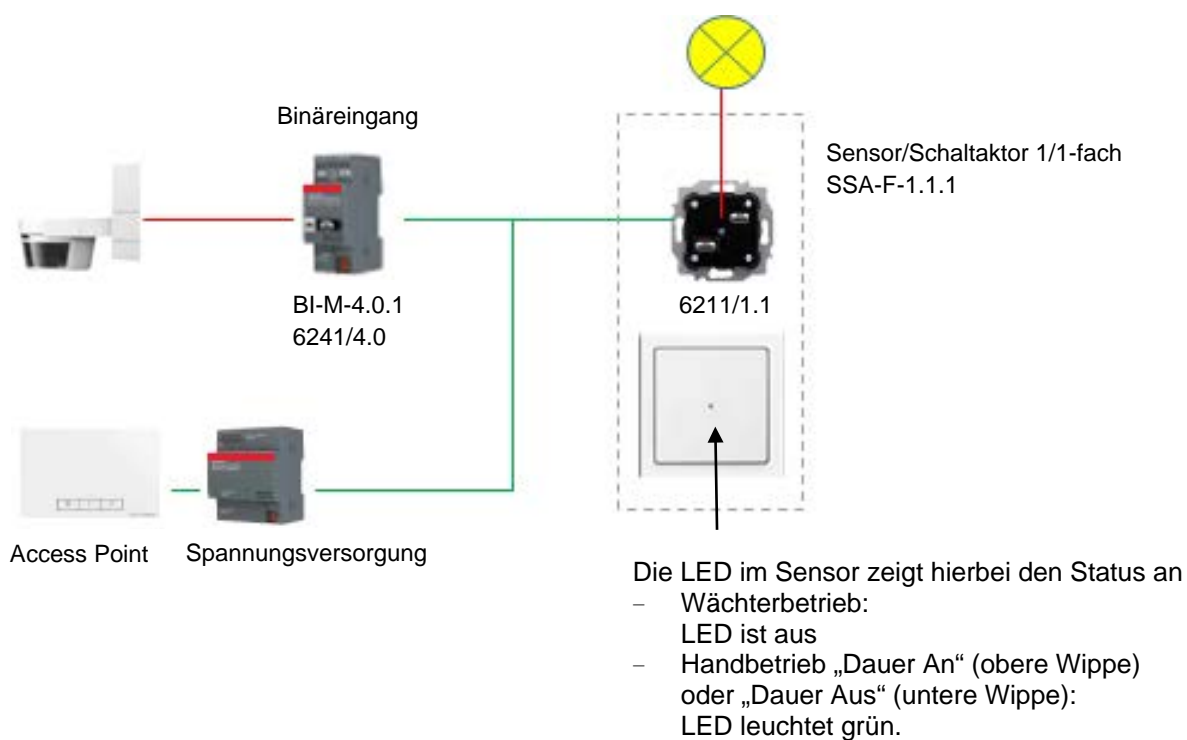 Binäreingang
Sensor/Schaltaktor 1/1-fach
SSA-F-1.1.1
BI-M-4.0.1
6241/4.0
6211/1.1
Access Point
Spannungsversorgung
Die LED im Sensor zeigt hierbei den Status an
– Wächterbetrieb:
LED ist aus
– Handbetrieb „Dauer An“ (obere Wippe)
oder „Dauer Aus“ (untere Wippe):
LED leuchtet grün.